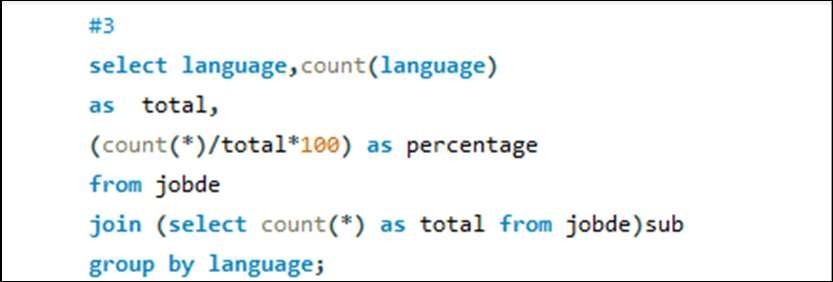 #3
select language,count(language)
as  total,
(count(*)/total*100) as percentage
from jobde
join (select count(*) as total from jobde)sub
group by language;